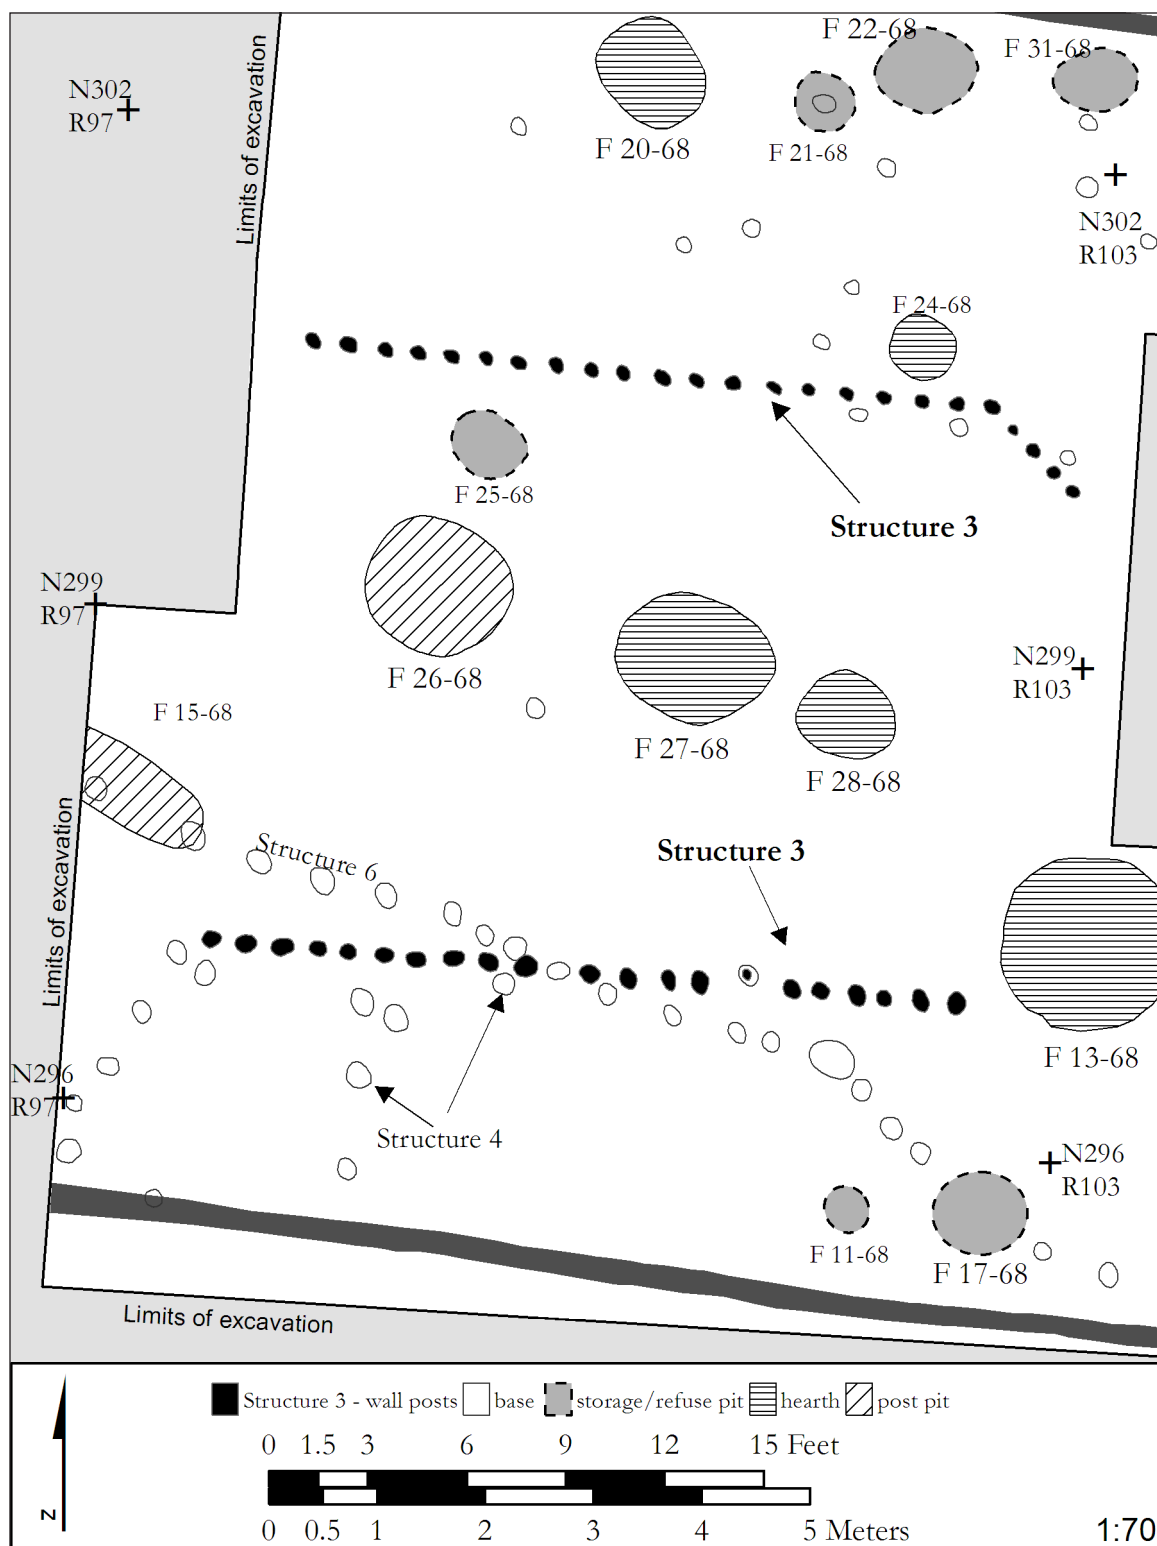 F 22-68
F 31-68
N302
R97
Limits of excavation
F 20-68
F 21-68
N302
R103
F 24-68
F 25-68
Structure 3
N299
R97
F 26-68
N299
R103
F 15-68
F 27-68
F 28-68
Structure 6
Structure 3
Limits of excavation
F 13-68
N296
R97
Structure 4
N296
R103
F 11-68
F 17-68
Limits of excavation
Structure 3 - wall posts base storage/refuse pit hearth post pit
0 1.5 3 6 9 12 15 Feet
0 0.5 1 2 3 4 5 Meters
1:70
N